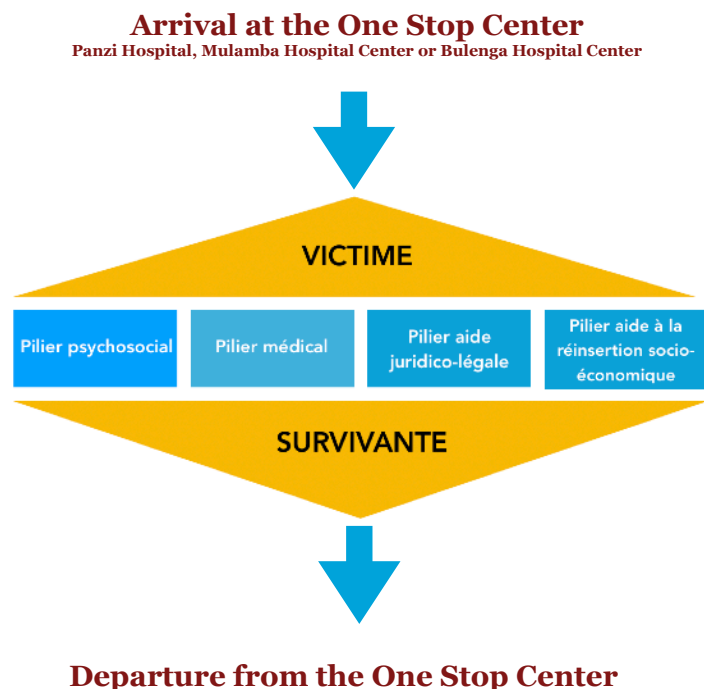 Arrival at the One Stop Center
Panzi Hospital, Mulamba Hospital Center or Bulenga Hospital Center
VICTIME
Pilier psychosocial
Pilier médical
Pilier aide
juridico-légale
Pilier aide à la
réinsertion socio-
économique
SURVIVANTE
Departure from the One Stop Center